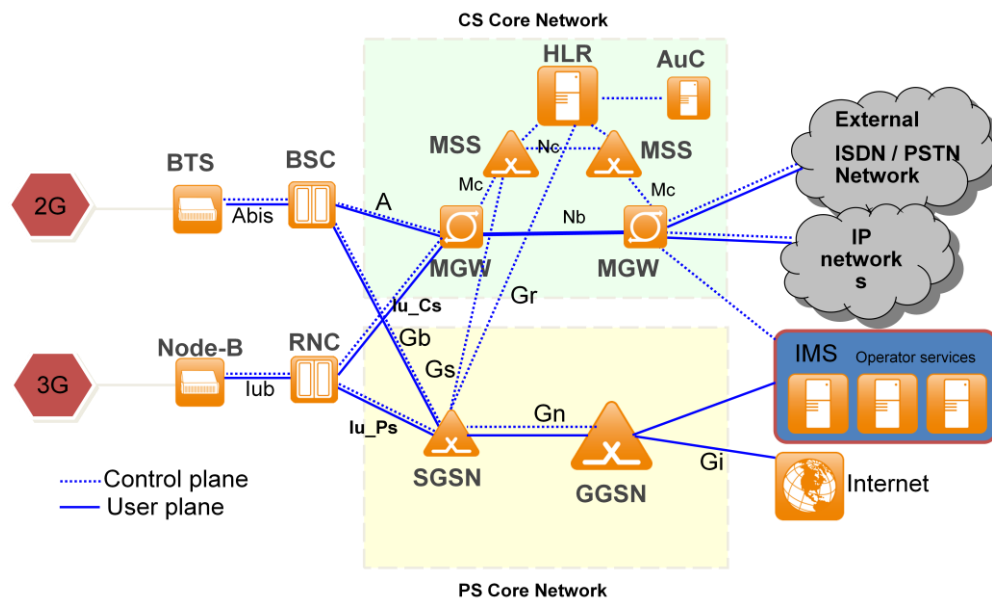 CS Core Network
HLR
AuC
External
ISDN / PSTN
Network
MSS
Nc
MSS
BTS
BSC
2G
Abis
A
Mc
Mc
Nb
MGW
MGW
IP
network
s
Gr
Iu_Cs
Gb
Node-B
RNC
Gs
IMS
Operator services
3G
Iub
Iu_Ps
Gn
Gi
SGSN
GGSN
Internet
Control plane
User plane
PS Core Network